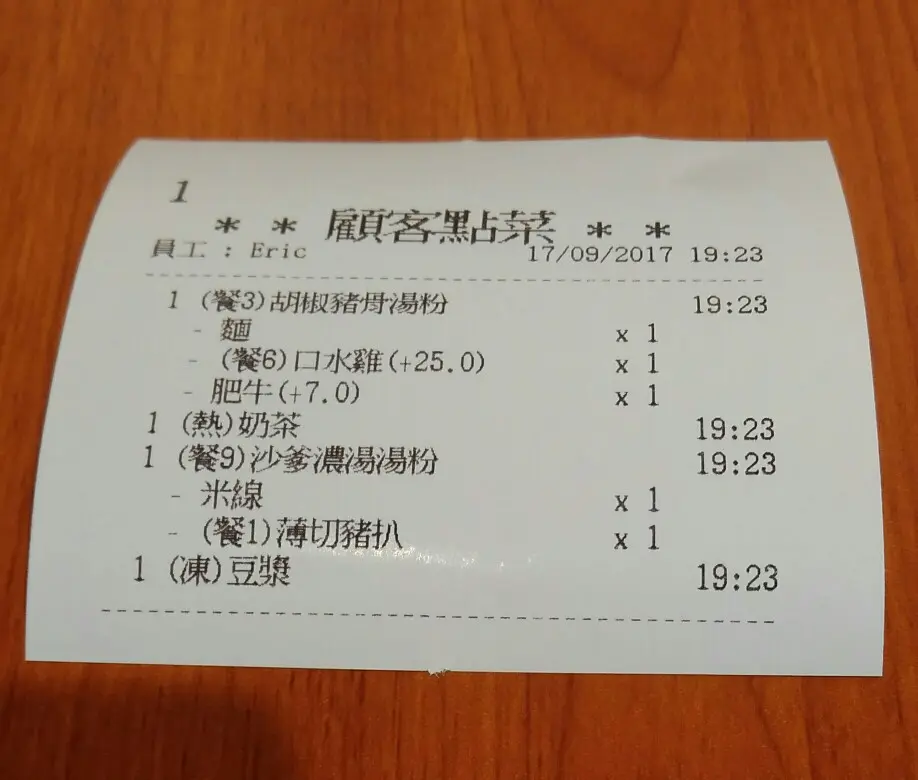 1
* * 顧客點菜 * *
員工 : Eric 17/09/2017 19:23
1 (餐3)胡椒豬骨湯粉 19:23
- 麵 x 1
- (餐6)口水雞(+25.0) x 1
- 肥牛(+7.0) x 1
1 (熱)奶茶 19:23
1 (餐9)沙爹濃湯湯粉 19:23
- 米線 x 1
- (餐1)薄切豬扒 x 1
1 (凍)豆漿 19:23